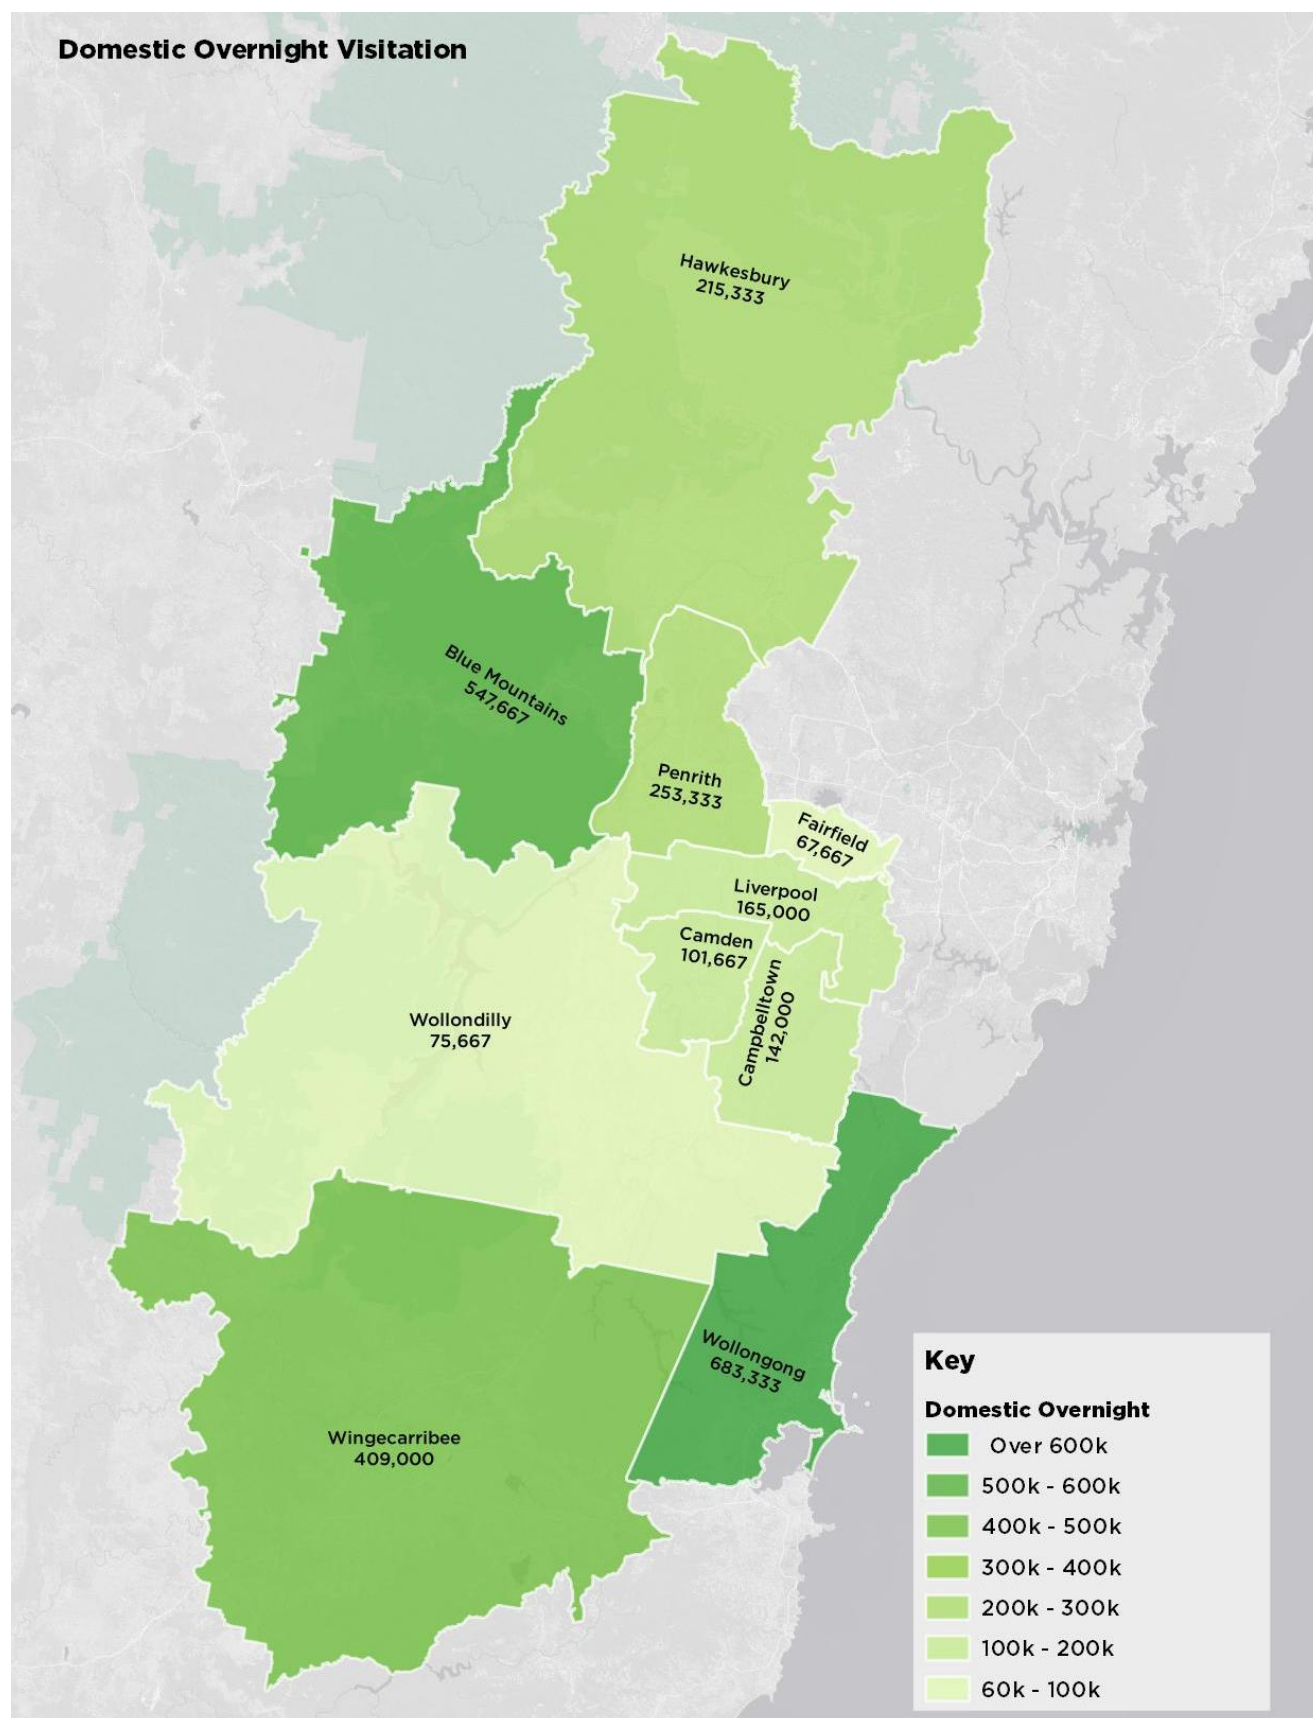 Domestic Overnight Visitation
Hawkesbury
215,333
Blue Mountains
547,667
Penrith
253,333
Fairfield
67,667
Liverpool
165,000
Camden
101,667
Campbelltown
142,000
Wollondilly
75,667
Wollongong
683,333
Wingecarribee
409,000
Key
Domestic Overnight
Over 600k
500k - 600k
400k - 500k
300k - 400k
200k - 300k
100k - 200k
60k - 100k